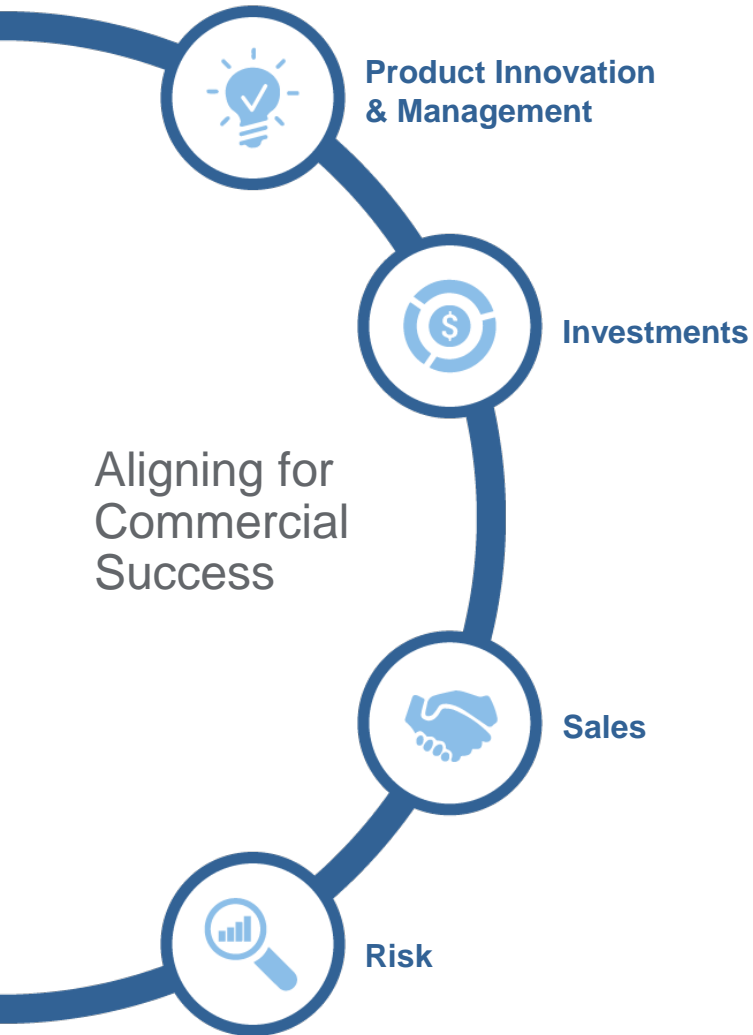 Product Innovation
& Management
Investments
$
Aligning for
Commercial
Success
Sales
Risk